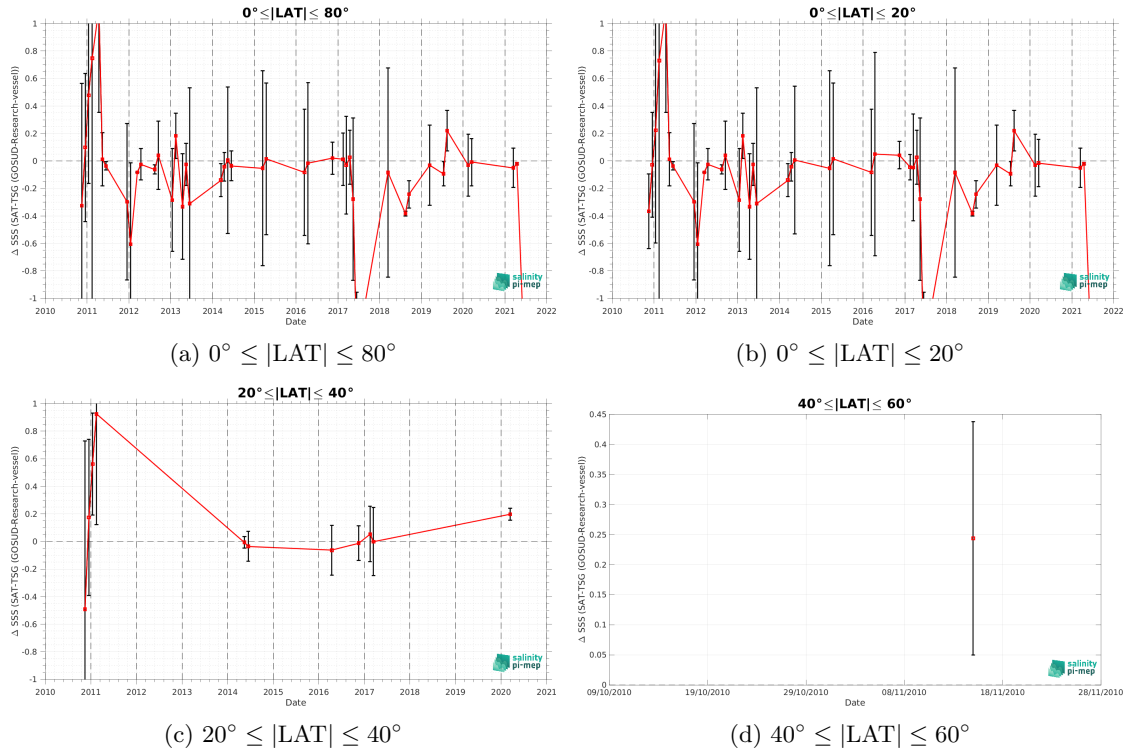 0°≤|LAT|≤ 80°
Δ SSS (SAT-TSG (GOSUD-Research-vessel))
1
0.8
0.6
0.4
0.2
0
-0.2
-0.4
-0.6
-0.8
-1
2010 2011 2012 2013 2014 2015 2016 2017 2018 2019 2020 2021 2022
Date
salinity
pi-mep
(a) 0° ≤ |LAT| ≤ 80°
0°≤|LAT|≤ 20°
Δ SSS (SAT-TSG (GOSUD-Research-vessel))
1
0.8
0.6
0.4
0.2
0
-0.2
-0.4
-0.6
-0.8
-1
2010 2011 2012 2013 2014 2015 2016 2017 2018 2019 2020 2021 2022
Date
salinity
pi-mep
(b) 0° ≤ |LAT| ≤ 20°
20°≤|LAT|≤ 40°
Δ SSS (SAT-TSG (GOSUD-Research-vessel))
1
0.8
0.6
0.4
0.2
0
-0.2
-0.4
-0.6
-0.8
-1
2010 2011 2012 2013 2014 2015 2016 2017 2018 2019 2020 2021
Date
salinity
pi-mep
(c) 20° ≤ |LAT| ≤ 40°
40°≤|LAT|≤ 60°
Δ SSS (SAT-TSG (GOSUD-Research-vessel))
0.45
0.4
0.35
0.3
0.25
0.2
0.15
0.1
0.05
0
09/10/2010 19/10/2010 29/10/2010 08/11/2010 18/11/2010 28/11/2010
Date
salinity
pi-mep
(d) 40° ≤ |LAT| ≤ 60°